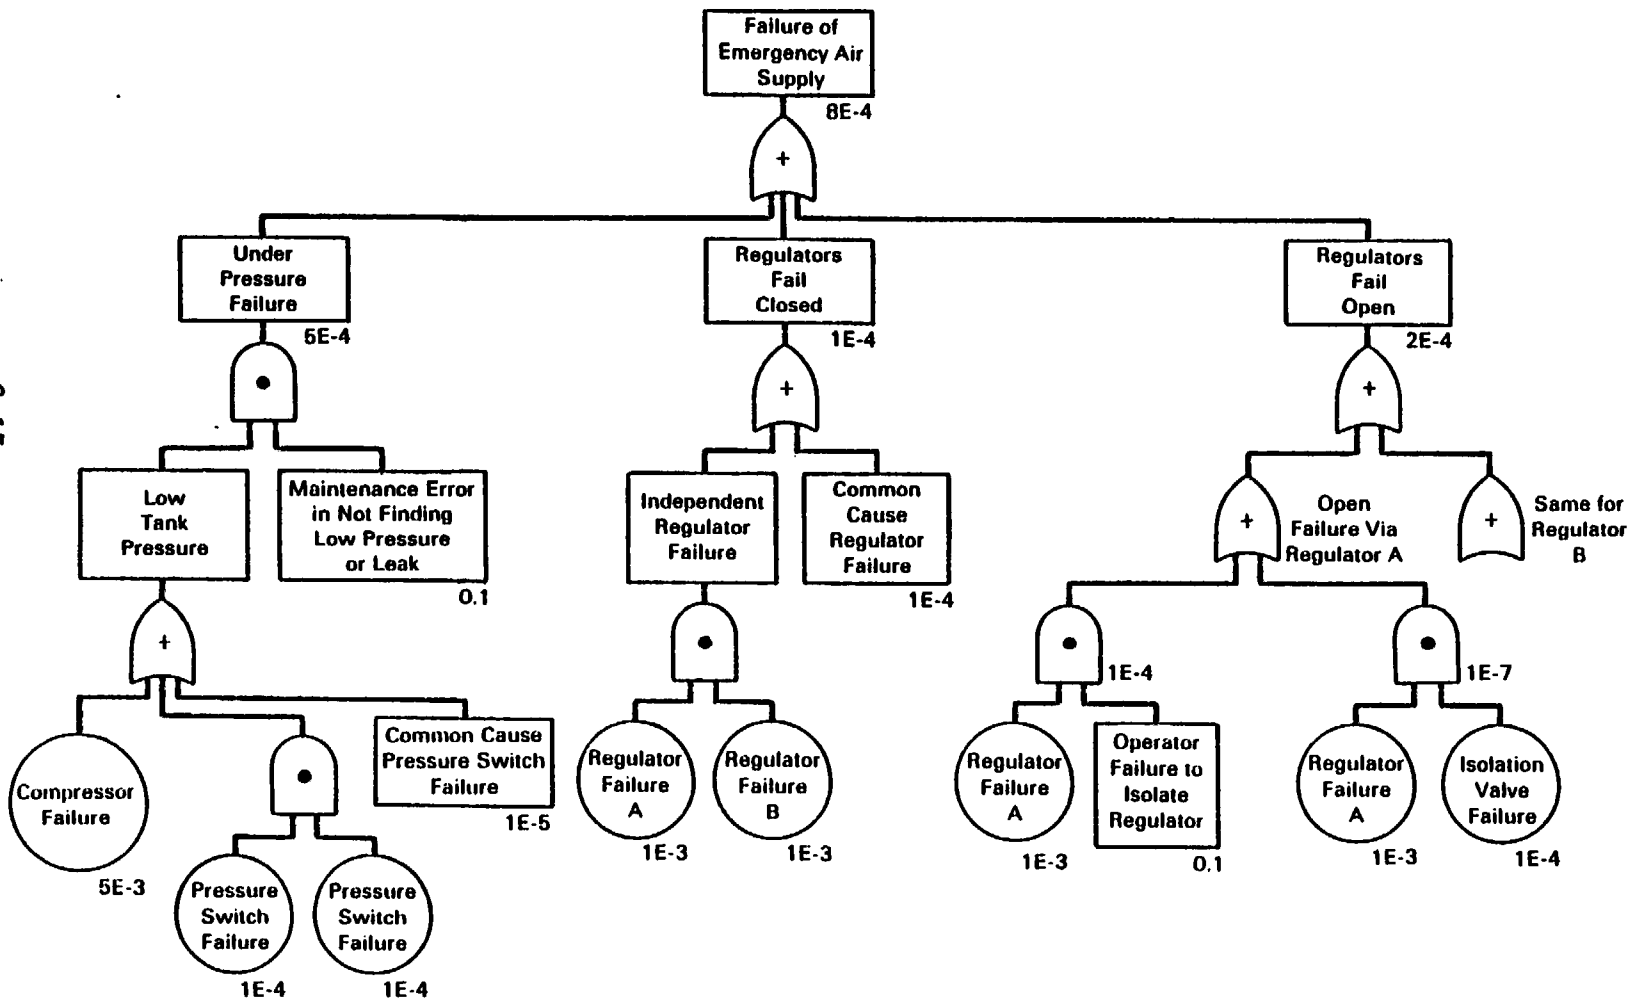 Failure of
Emergency Air
Supply
8E-4
+
Under
Pressure
Failure
5E-4
Regulators
Fail
Closed
1E-4
+
Regulators
Fail
Open
2E-4
+
Low
Tank
Pressure
+
Maintenance Error
in Not Finding
Low Pressure
or Leak
0.1
Independent
Regulator
Failure
Common
Cause
Regulator
Failure
1E-4
+
Open
Failure Via
Regulator A
+
Same for
Regulator
B
Compressor
Failure
5E-3
Pressure
Switch
Failure
1E-4
Pressure
Switch
Failure
1E-4
Common Cause
Pressure Switch
Failure
1E-5
Regulator
Failure
A
1E-3
Regulator
Failure
B
1E-3
1E-4
Regulator
Failure
A
1E-3
Operator
Failure to
Isolate
Regulator
0.1
1E-7
Regulator
Failure
A
1E-3
Isolation
Valve
Failure
1E-4